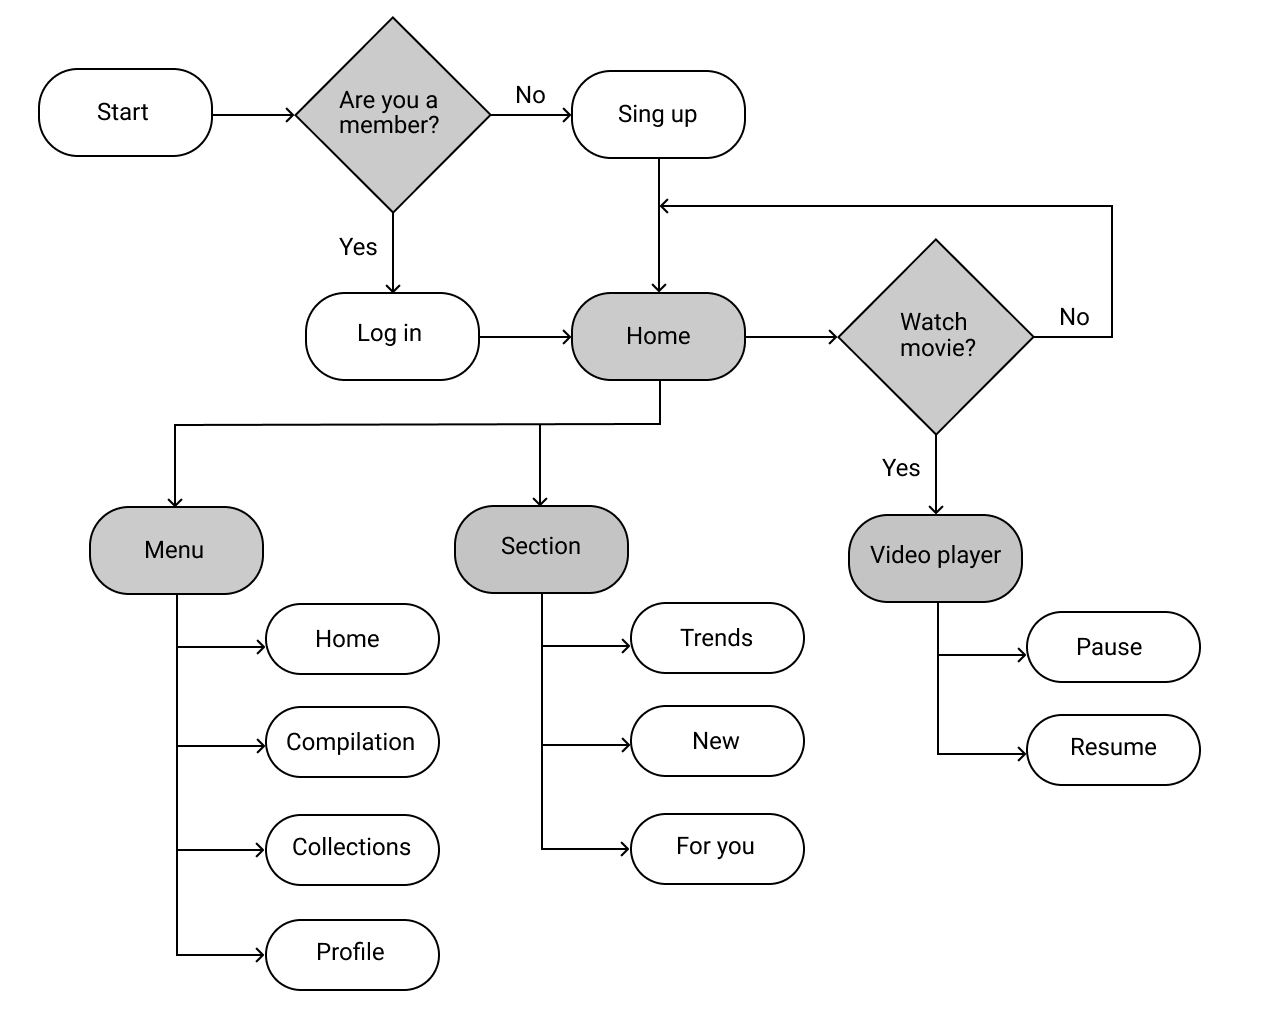 Start
Are you a
member?
No
Sing up
Yes
Log in
Home
Watch
movie?
No
Yes
Menu
Section
Video player
Home
Compilation
Collections
Profile
Trends
New
For you
Pause
Resume